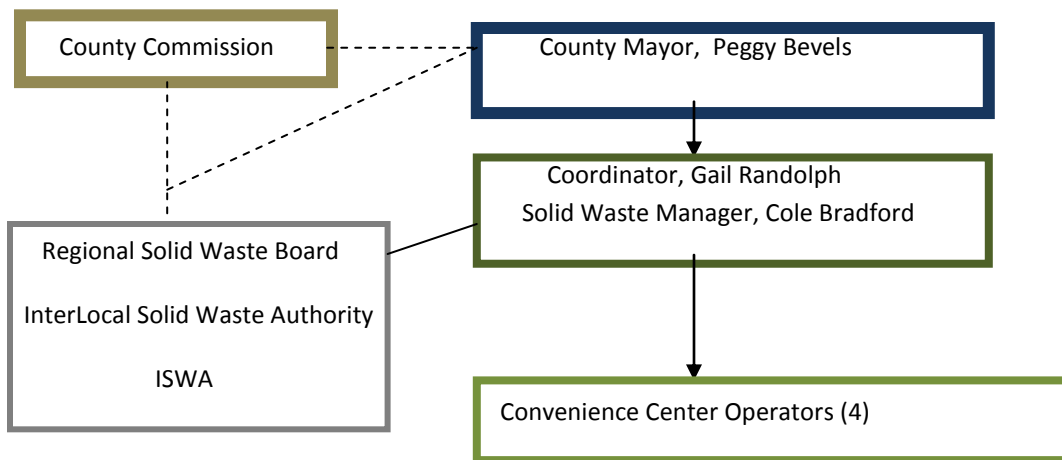 County Commission
County Mayor, Peggy Bevels
Coordinator, Gail Randolph
Solid Waste Manager, Cole Bradford
Regional Solid Waste Board
InterLocal Solid Waste Authority
ISWA
Convenience Center Operators (4)